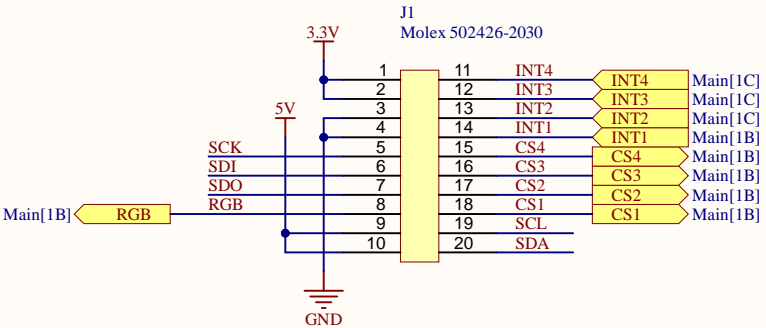 J1
Molex 502426-2030
3.3V
1 11 INT4 INT4 Main[1C]
2 12 INT3 INT3 Main[1C]
5V 3 13 INT2 INT2 Main[1C]
4 14 INT1 INT1 Main[1B]
SCK 5 15 CS4 CS4 Main[1B]
SDI 6 16 CS3 CS3 Main[1B]
SDO 7 17 CS2 CS2 Main[1B]
Main[1B] RGB RGB 8 18 CS1 CS1 Main[1B]
9 19 SCL
10 20 SDA
GND